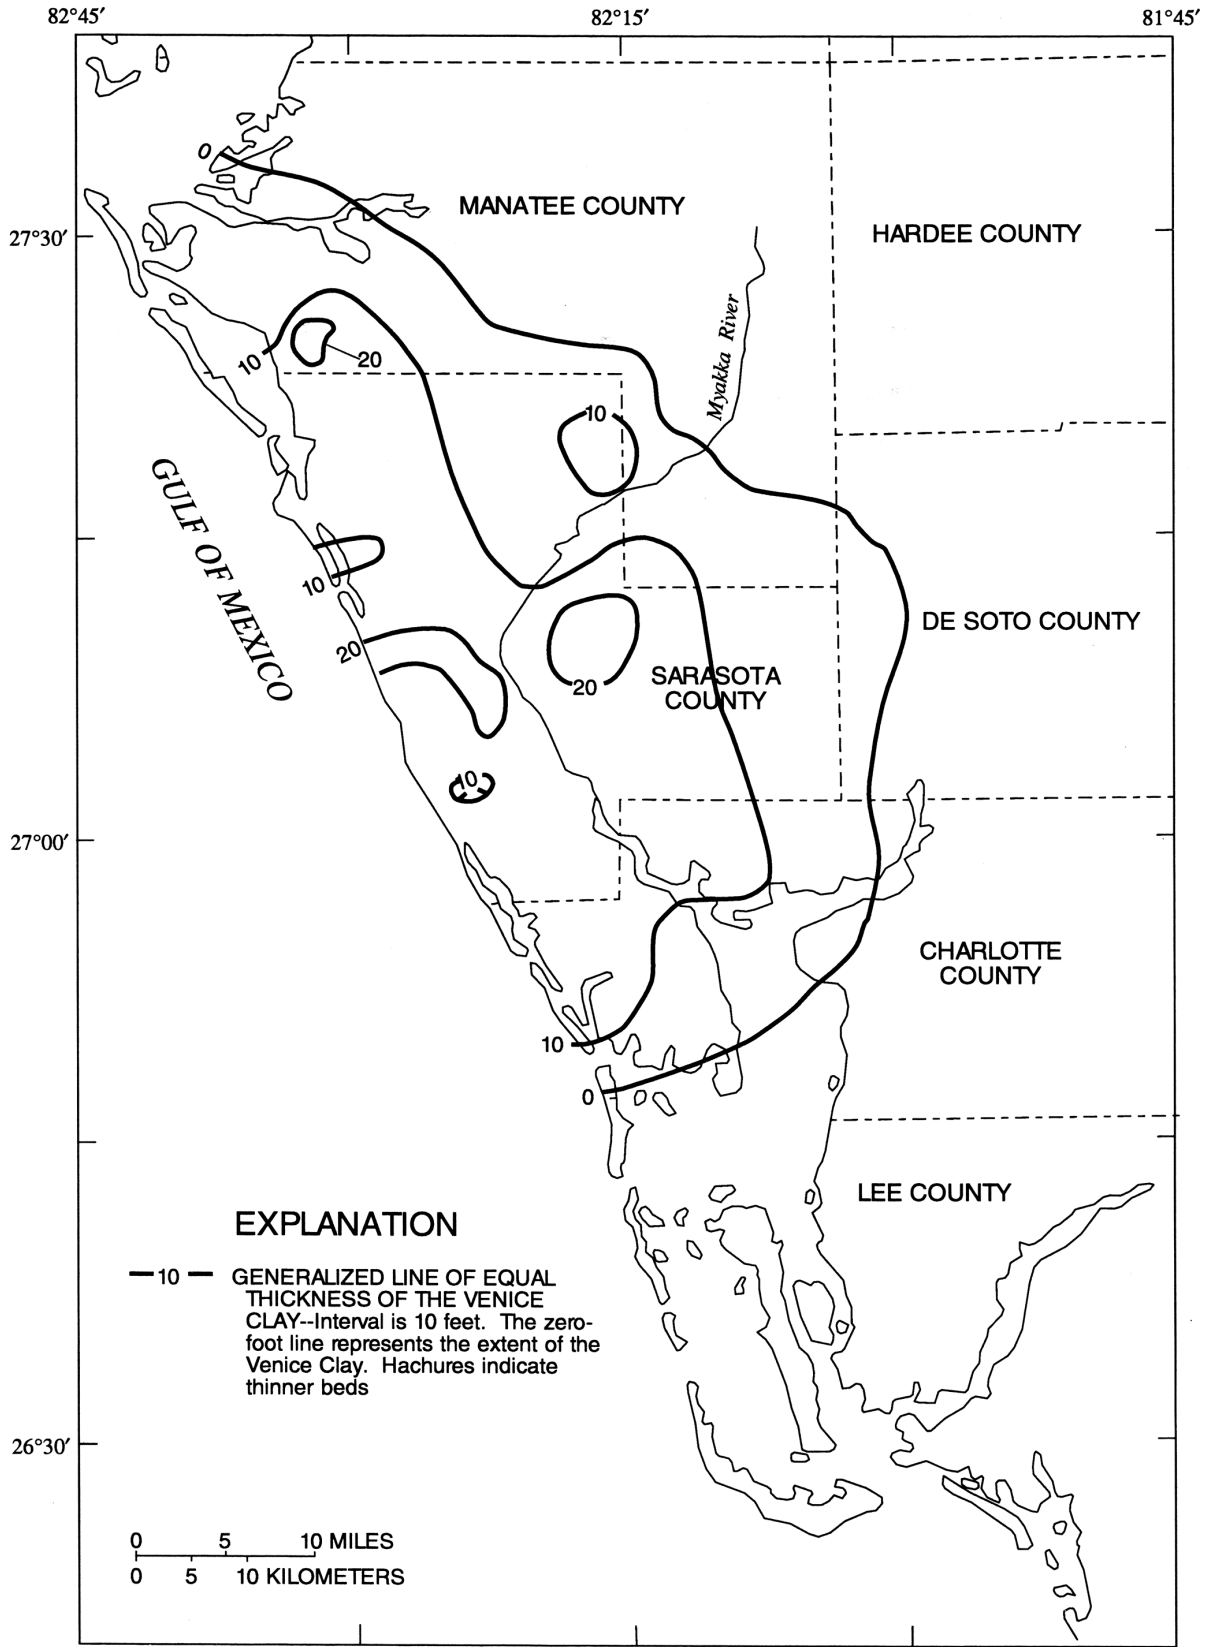 82°45′
82°15′
81°45′
0
MANATEE COUNTY
HARDEE COUNTY
27°30′
Myakka River
10
20
10
GULF OF MEXICO
10
DE SOTO COUNTY
20
SARASOTA
COUNTY
20
10
27°00′
CHARLOTTE
COUNTY
10
0
LEE COUNTY
EXPLANATION
10
GENERALIZED LINE OF EQUAL
THICKNESS OF THE VENICE
CLAY--Interval is 10 feet. The zero-
foot line represents the extent of the
Venice Clay. Hachures indicate
thinner beds
26°30′
0 5 10 MILES
0 5 10 KILOMETERS